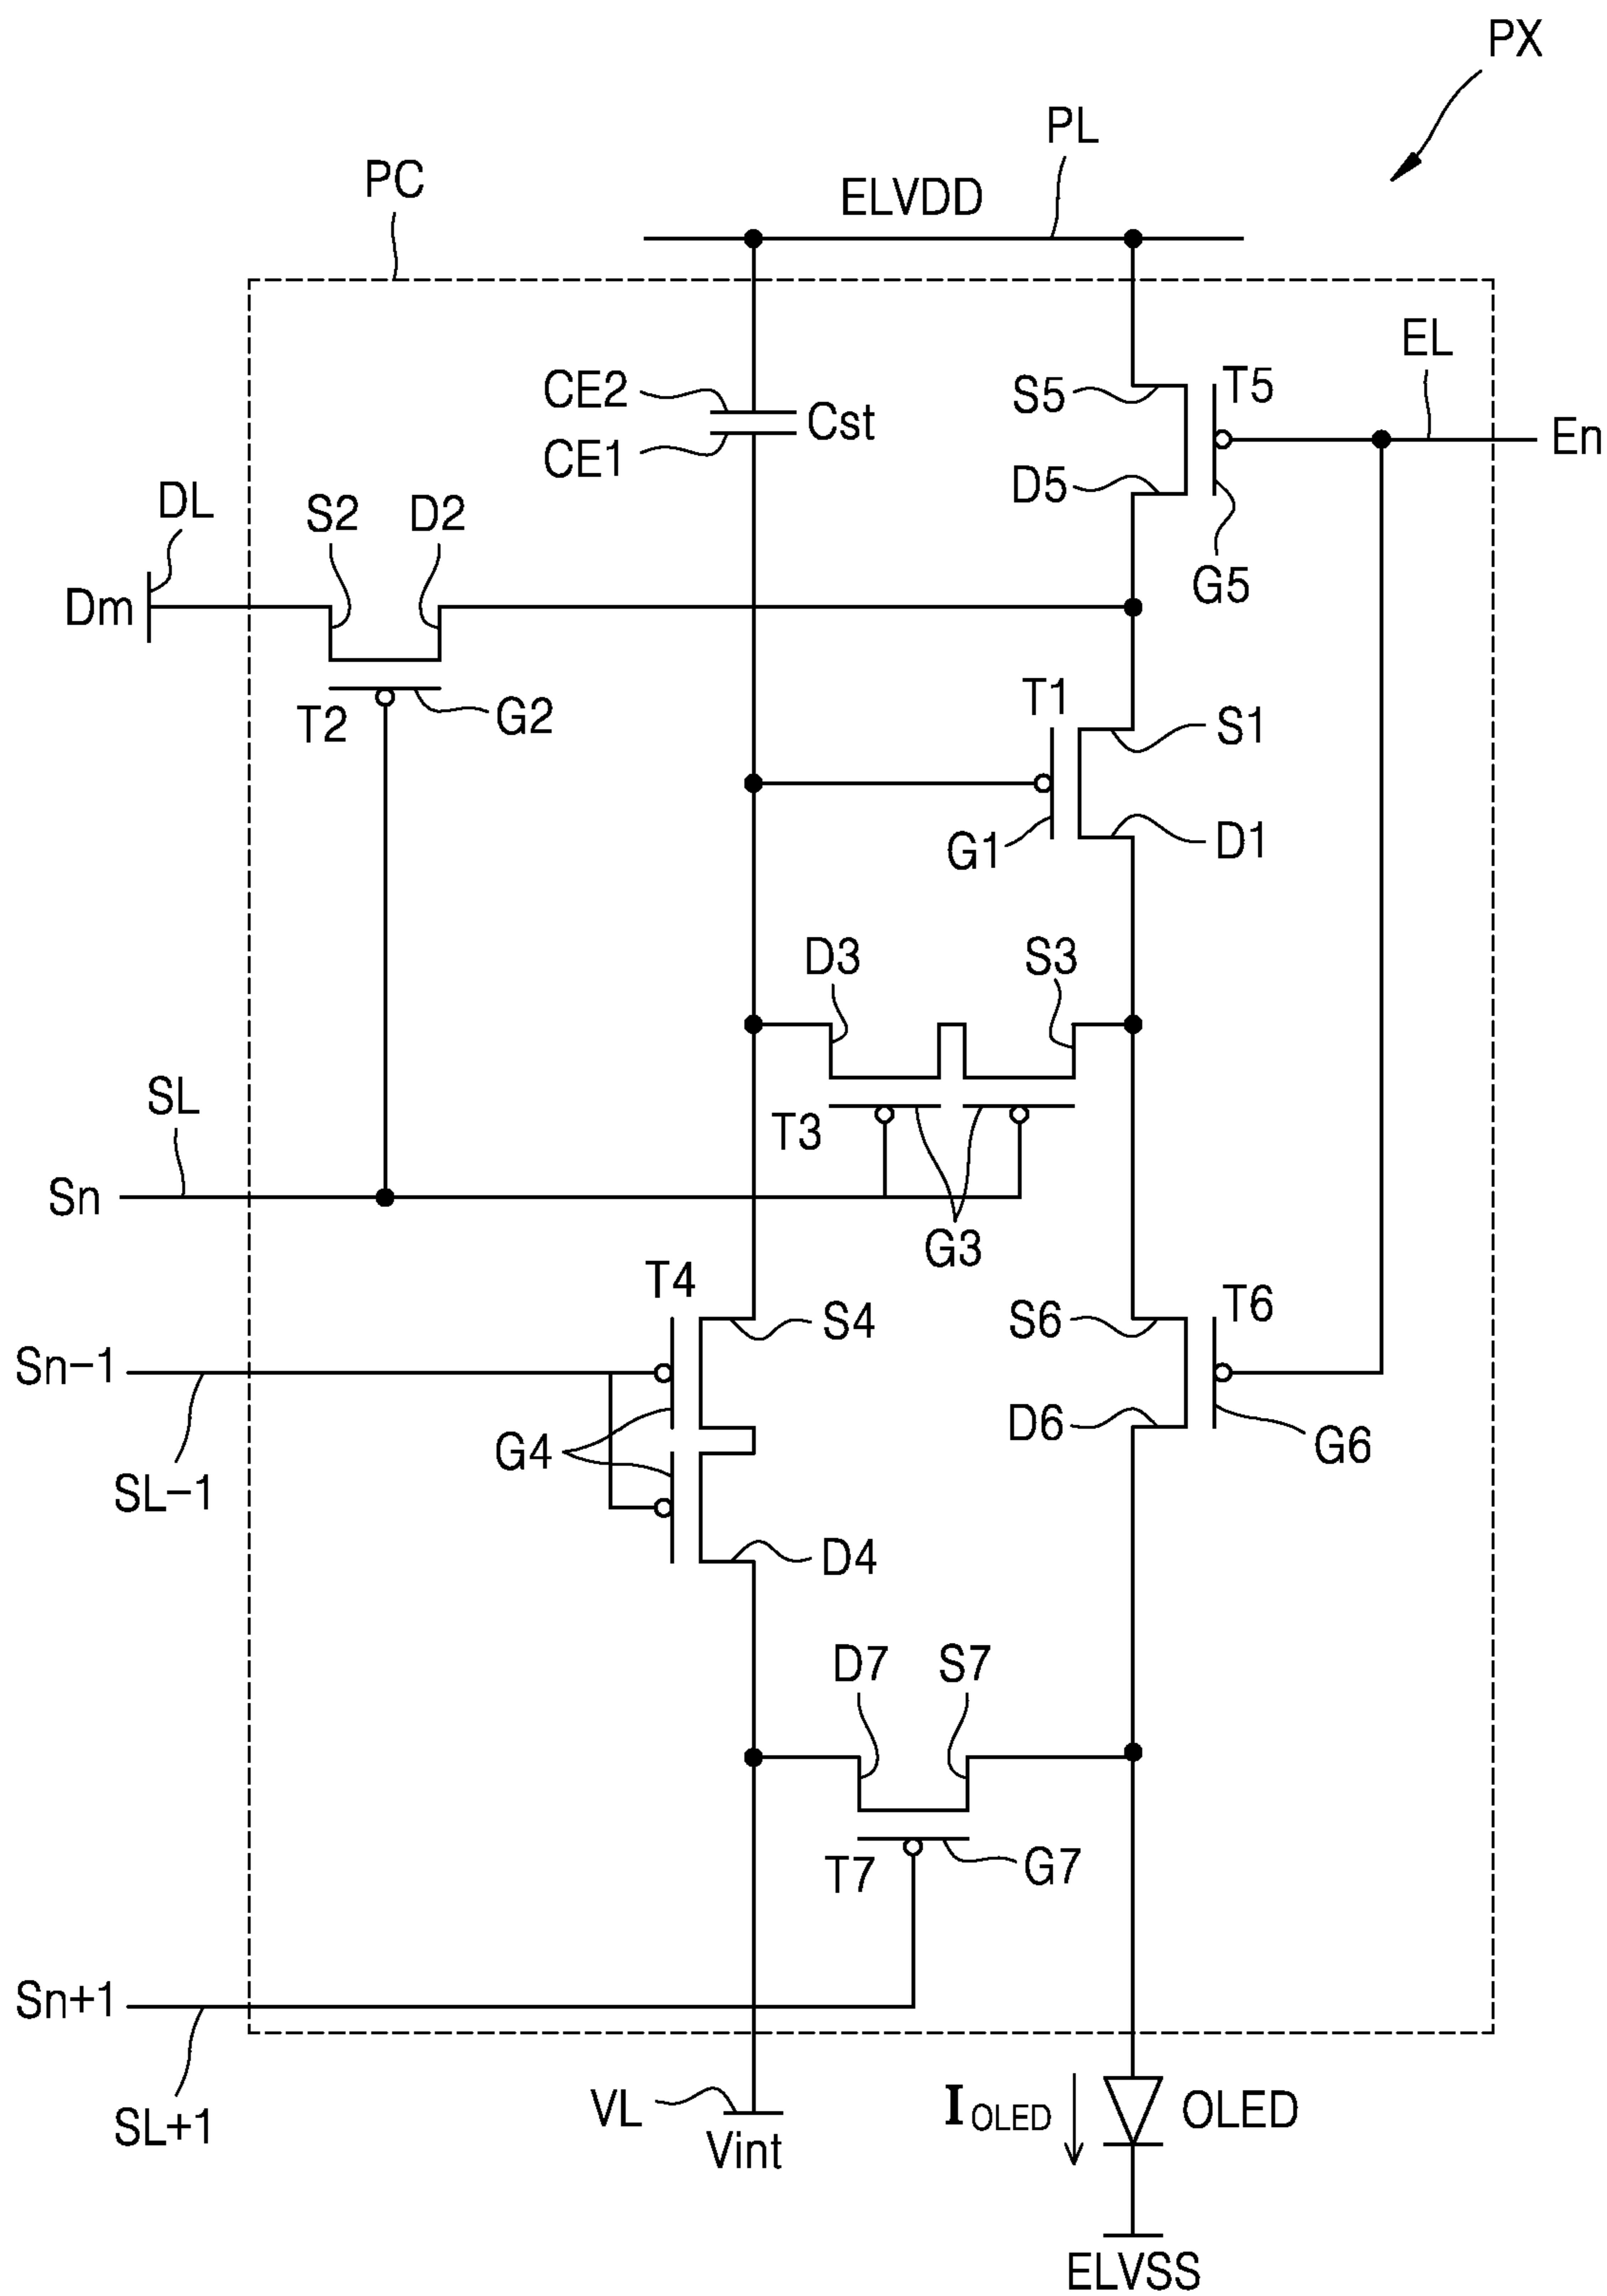 PX
PL
PC
ELVDD
EL
CE2
S5
T5
Cst
En
CE1
D5
DL
S2
D2
G5
Dm
T1
T2
G2
S1
G1
D1
D3
S3
SL
T3
Sn
G3
T4
S4
S6
T6
Sn−1
D6
G4
G6
SL−1
D4
D7
S7
T7
G7
Sn+1
VL
IOLED
OLED
SL+1
Vint
ELVSS